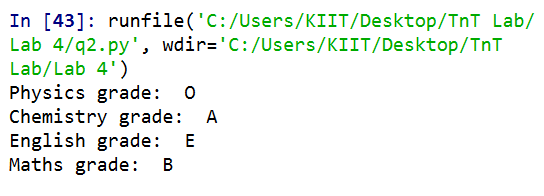 In [43]: runfile('C:/Users/KIIT/Desktop/TnT Lab/
Lab 4/q2.py', wdir='C:/Users/KIIT/Desktop/TnT
Lab/Lab 4')
Physics grade:  O
Chemistry grade:  A
English grade:  E
Maths grade:  B